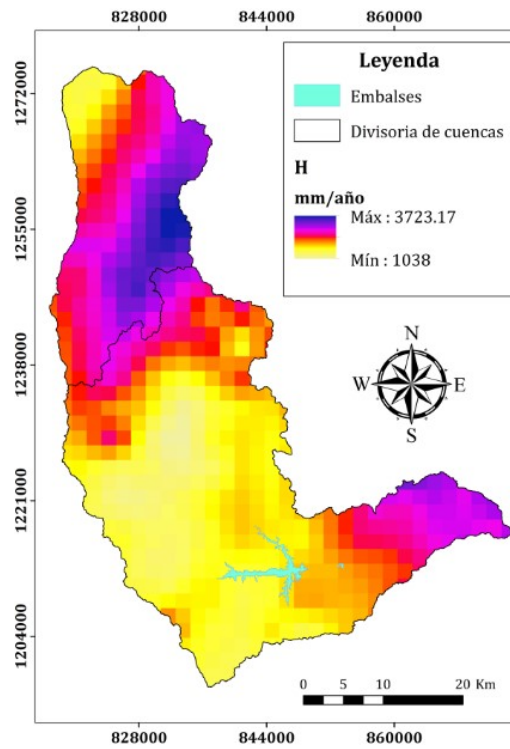 828000 844000 860000
Leyenda
Embalses
Divisoria de cuencas
H
mm/año
Máx : 3723.17
Mín : 1038
1272000
1255000
1238000
1221000
1204000
N
W E
S
0 5 10 20 Km
828000 844000 860000